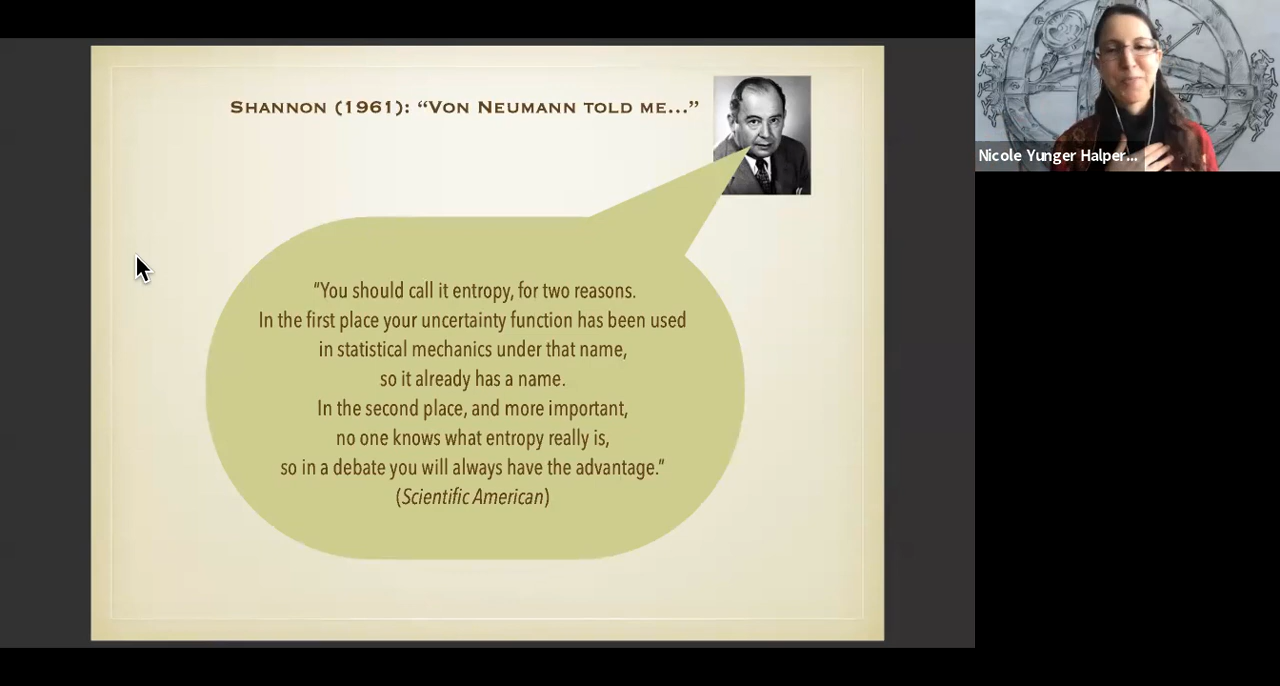 Shannon (1961): “Von Neumann told me...”
Nicole Yunger Halper...
“You should call it entropy, for two reasons.
In the first place your uncertainty function has been used
in statistical mechanics under that name,
so it already has a name.
In the second place, and more important,
no one knows what entropy really is,
so in a debate you will always have the advantage.”
(Scientific American)